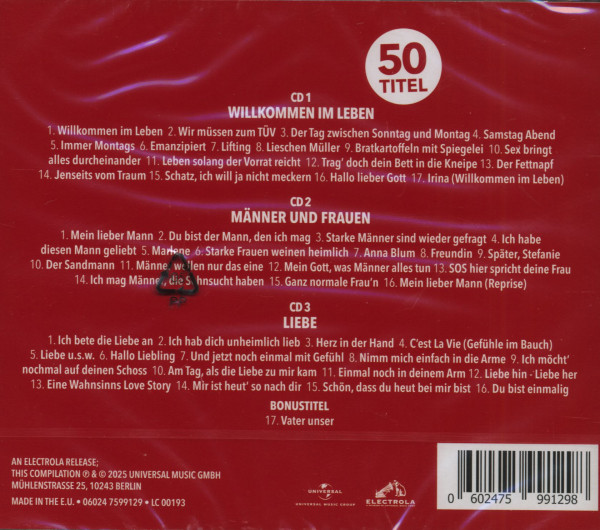 50
TITEL
CD 1
WILLKOMMEN IM LEBEN
1. Willkommen im Leben 2. Wir müssen zum TÜV 3. Der Tag zwischen Sonntag und Montag 4. Samstag Abend
5. Immer Montags 6. Emanzipiert 7. Lifting 8. Lieschen Müller 9. Bratkartoffeln mit Spiegelei 10. Sex bringt
alles durcheinander 11. Leben solang der Vorrat reicht 12. Trag' doch dein Bett in die Kneipe 13. Der Fettnapf
14. Jenseits vom Traum 15. Schatz, ich will ja nicht meckern 16. Hallo lieber Gott 17. Irina (Willkommen im Leben)
CD 2
MÄNNER UND FRAUEN
1. Mein lieber Mann 2. Du bist der Mann, den ich mag 3. Starke Männer sind wieder gefragt 4. Ich habe
diesen Mann geliebt 5. Marlene 6. Starke Frauen weinen heimlich 7. Anna Blum 8. Freundin 9. Später, Stefanie
10. Der Sandmann 11. Männer wollen nur das eine 12. Mein Gott, was Männer alles tun 13. SOS hier spricht deine Frau
14. Ich mag Männer, die Sehnsucht haben 15. Ganz normale Frau'n 16. Mein lieber Mann (Reprise)
CD 3
LIEBE
1. Ich bete die Liebe an 2. Ich hab dich unheimlich lieb 3. Herz in der Hand 4. C'est La Vie (Gefühle im Bauch)
5. Liebe u.s.w. 6. Hallo Liebling 7. Und jetzt noch einmal mit Gefühl 8. Nimm mich einfach in die Arme 9. Ich möcht'
nochmal auf deinen Schoss 10. Am Tag, als die Liebe zu mir kam 11. Einmal noch in deinem Arm 12. Liebe hin - Liebe her
13. Eine Wahnsinns Love Story 14. Mir ist heut' so nach dir 15. Schön, dass du heut bei mir bist 16. Du bist einmalig
BONUSTITEL
17. Vater unser
AN ELECTROLA RELEASE;
THIS COMPILATION ℗ & © 2025 UNIVERSAL MUSIC GMBH
MÜHLENSTRASSE 25, 10243 BERLIN
MADE IN THE E.U. • 06024 7599129 • LC 00193
UNIVERSAL
ELECTROLA
0 602475 991298